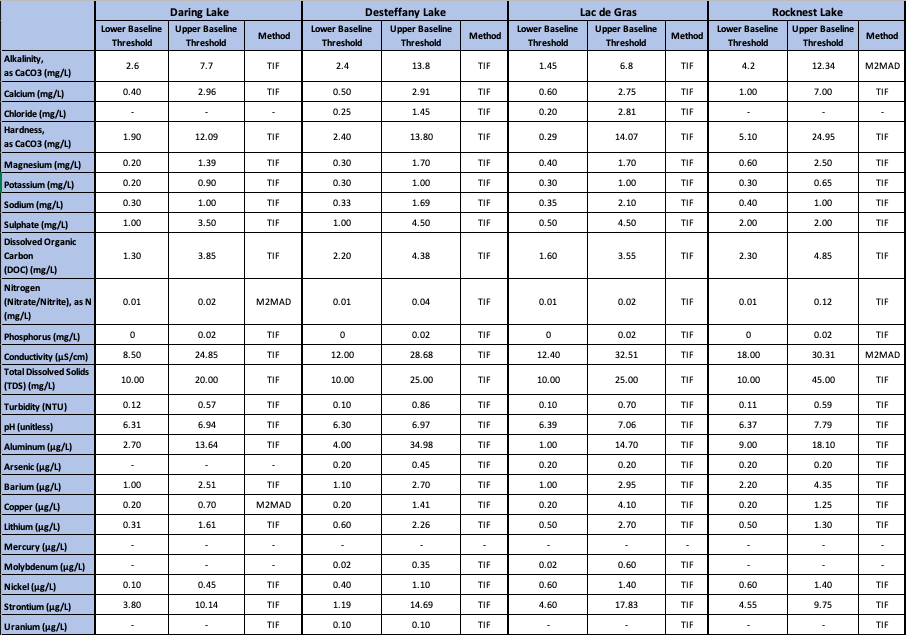 Daring Lake Desteffany Lake Lac de Gras Rocknest Lake
Lower Baseline Threshold Upper Baseline Threshold Method Lower Baseline Threshold Upper Baseline Threshold Method Lower Baseline Threshold Upper Baseline Threshold Method Lower Baseline Threshold Upper Baseline Threshold Method
Alkalinity, as CaCO3 (mg/L) 2.6 7.7 TIF 2.4 13.8 TIF 1.45 6.8 TIF 4.2 12.34 M2MAD
Calcium (mg/L) 0.40 2.96 TIF 0.50 2.91 TIF 0.60 2.75 TIF 1.00 7.00 TIF
Chloride (mg/L) - - - 0.25 1.45 TIF 0.20 2.81 TIF - - -
Hardness, as CaCO3 (mg/L) 1.90 12.09 TIF 2.40 13.80 TIF 0.29 14.07 TIF 5.10 24.95 TIF
Magnesium (mg/L) 0.20 1.39 TIF 0.30 1.70 TIF 0.40 1.70 TIF 0.60 2.50 TIF
Potassium (mg/L) 0.20 0.90 TIF 0.30 1.00 TIF 0.30 1.00 TIF 0.30 0.65 TIF
Sodium (mg/L) 0.30 1.00 TIF 0.33 1.69 TIF 0.35 2.10 TIF 0.40 1.00 TIF
Sulphate (mg/L) 1.00 3.50 TIF 1.00 4.50 TIF 0.50 4.50 TIF 2.00 2.00 TIF
Dissolved Organic Carbon (DOC) (mg/L) 1.30 3.85 TIF 2.20 4.38 TIF 1.60 3.55 TIF 2.30 4.85 TIF
Nitrogen (Nitrate/Nitrite), as N (mg/L) 0.01 0.02 M2MAD 0.01 0.04 TIF 0.01 0.02 TIF 0.01 0.12 TIF
Phosphorus (mg/L) 0 0.02 TIF 0 0.02 TIF 0 0.02 TIF 0 0.02 TIF
Conductivity (µS/cm) 8.50 24.85 TIF 12.00 28.68 TIF 12.40 32.51 TIF 18.00 30.31 M2MAD
Total Dissolved Solids (TDS) (mg/L) 10.00 20.00 TIF 10.00 25.00 TIF 10.00 25.00 TIF 10.00 45.00 TIF
Turbidity (NTU) 0.12 0.57 TIF 0.10 0.86 TIF 0.10 0.70 TIF 0.11 0.59 TIF
pH (unitless) 6.31 6.94 TIF 6.30 6.97 TIF 6.39 7.06 TIF 6.37 7.79 TIF
Aluminum (µg/L) 2.70 13.64 TIF 4.00 34.98 TIF 1.00 14.70 TIF 9.00 18.10 TIF
Arsenic (µg/L) - - - 0.20 0.45 TIF 0.20 0.20 TIF 0.20 0.20 TIF
Barium (µg/L) 1.00 2.51 TIF 1.10 2.70 TIF 1.00 2.95 TIF 2.20 4.35 TIF
Copper (µg/L) 0.20 0.70 M2MAD 0.20 1.41 TIF 0.20 4.10 TIF 0.20 1.25 TIF
Lithium (µg/L) 0.31 1.61 TIF 0.60 2.26 TIF 0.50 2.70 TIF 0.50 1.30 TIF
Mercury (µg/L) - - - - - - - - - - - -
Molybdenum (µg/L) - - - 0.02 0.35 TIF 0.02 0.60 TIF - - -
Nickel (µg/L) 0.10 0.45 TIF 0.40 1.10 TIF 0.60 1.40 TIF 0.60 1.40 TIF
Strontium (µg/L) 3.80 10.14 TIF 1.19 14.69 TIF 4.60 17.83 TIF 4.55 9.75 TIF
Uranium (µg/L) - - TIF 0.10 0.10 TIF - - TIF - - TIF